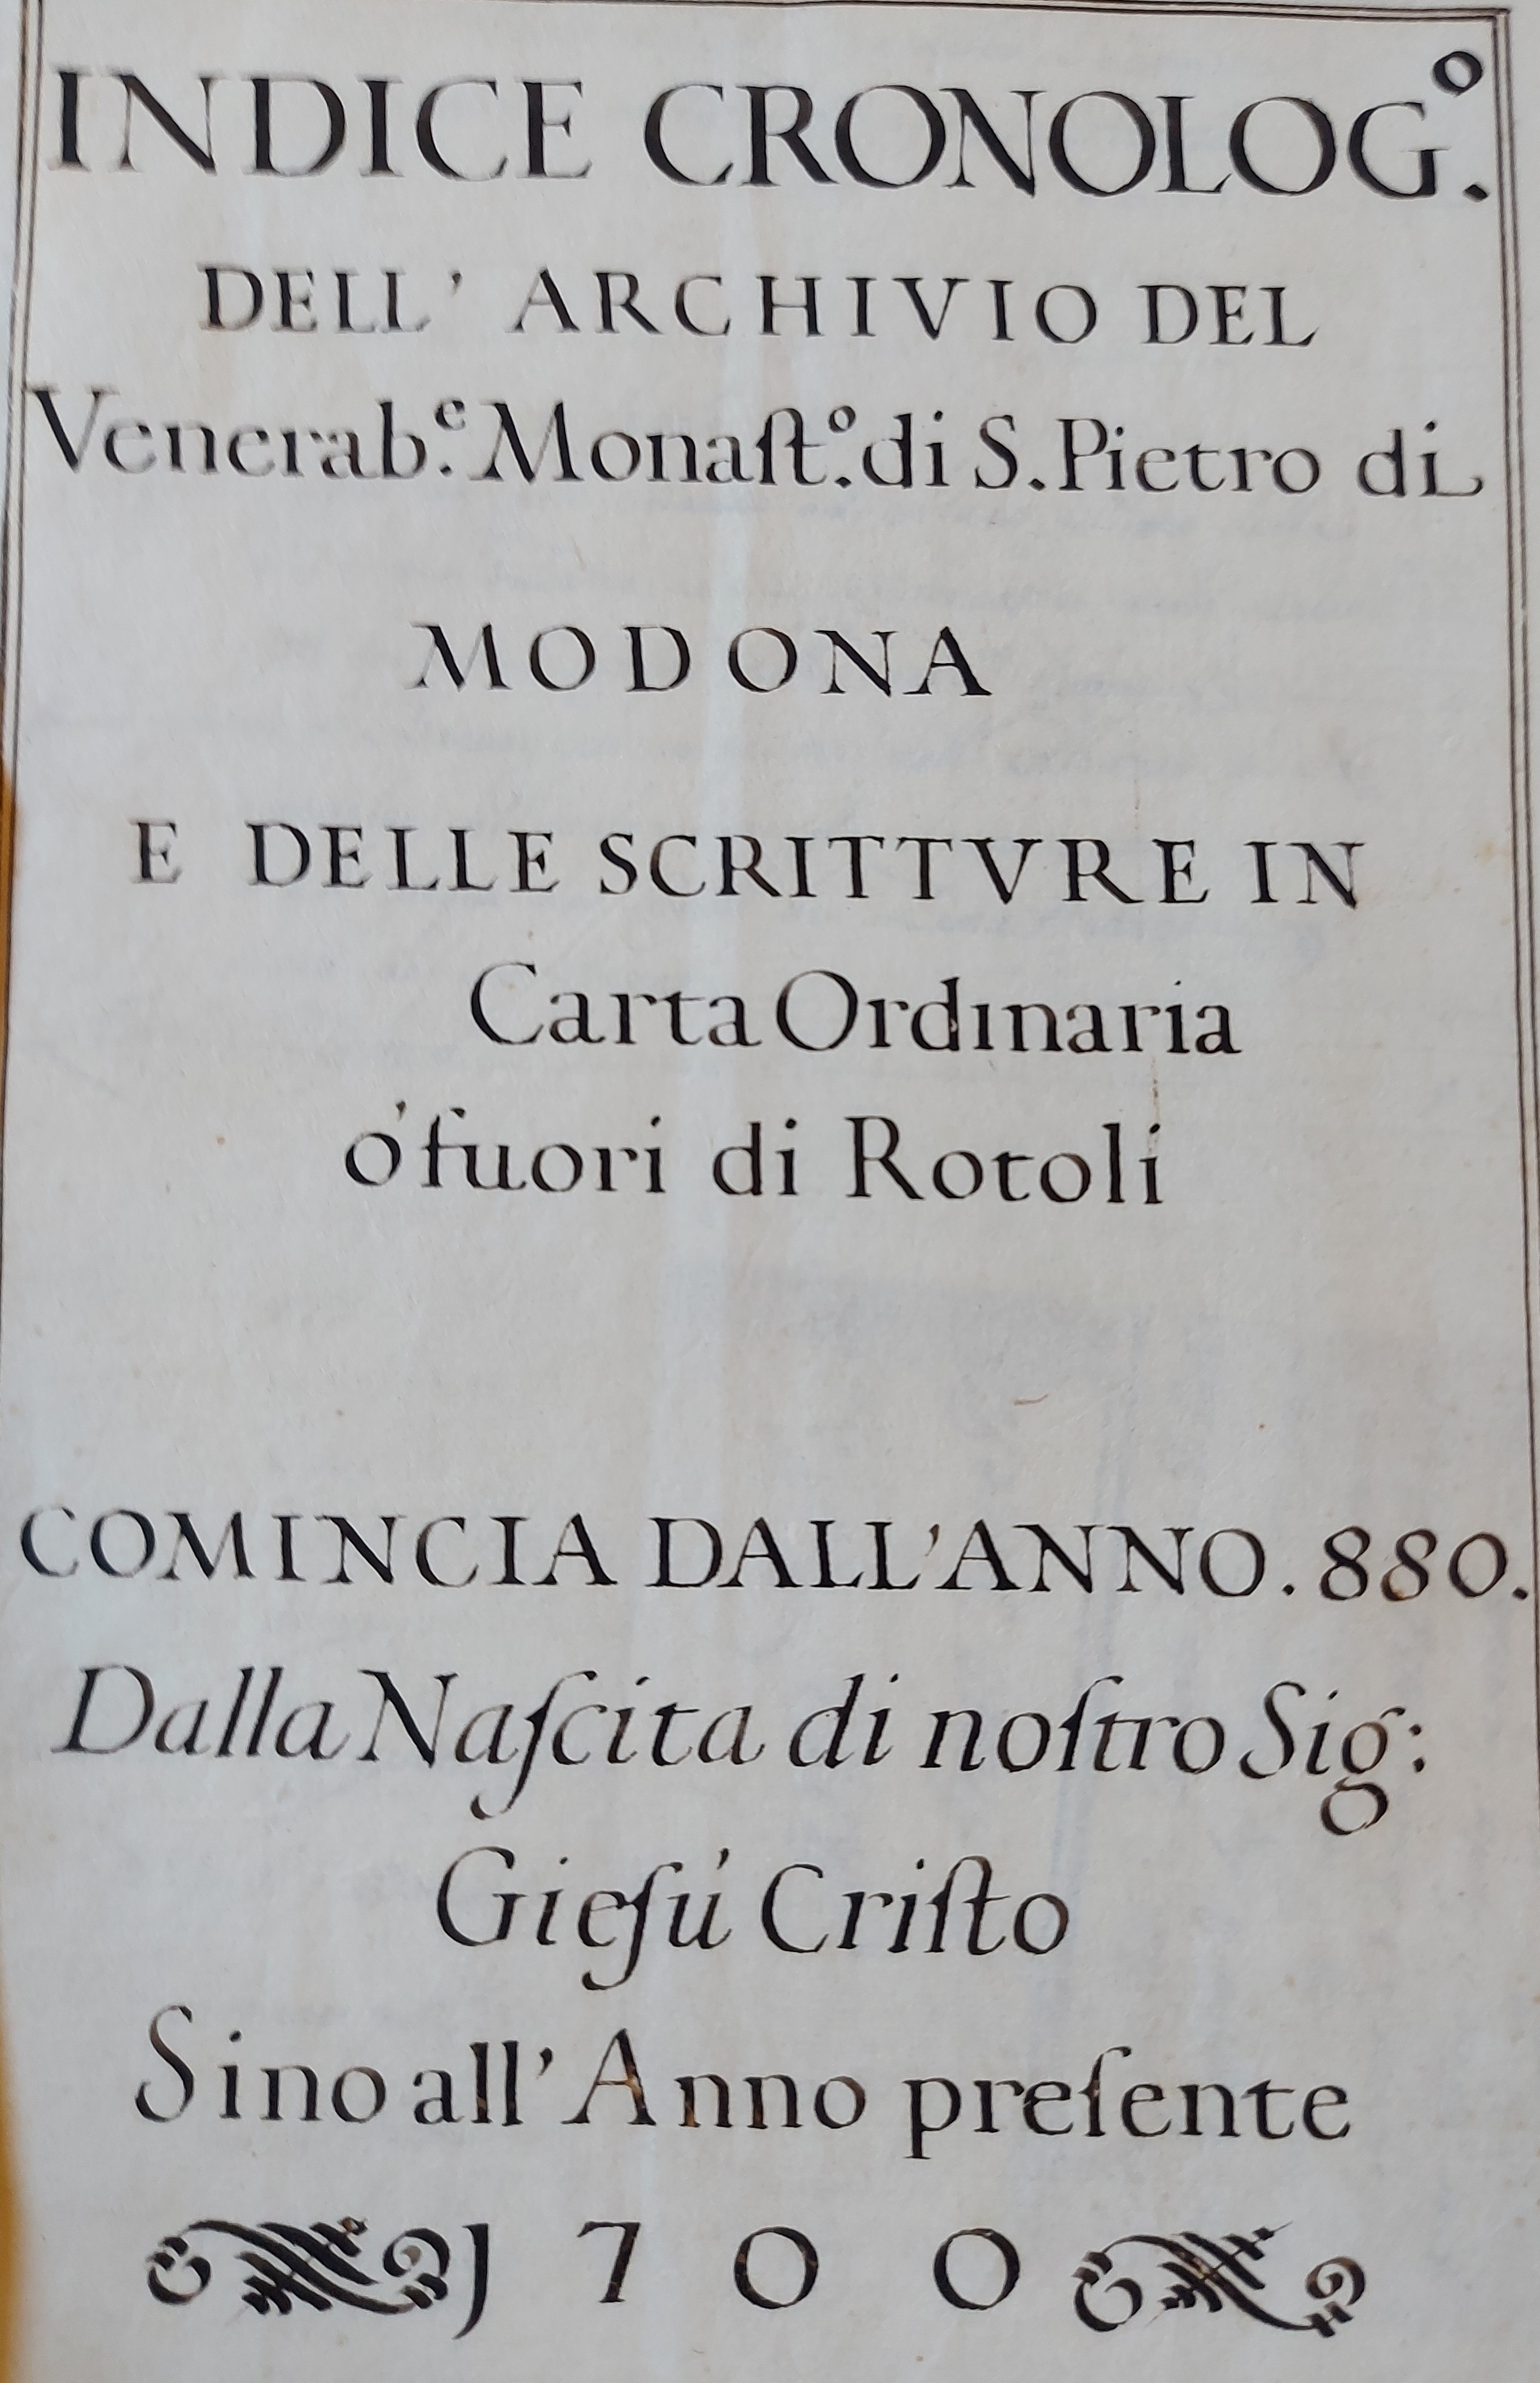 INDICE CRONOLOG.º
DELL' ARCHIVIO DEL
Venerab.ᵉ Monaſt.º di S. Pietro di
MODONA
E DELLE SCRITTVRE IN
Carta Ordınaria
ó fuori di Rotoli
COMINCIA DALL'ANNO . 880.
Dalla Naſcita di noſtro Sig:
Gieſú Criſto
Sino all' Anno preſente
1700